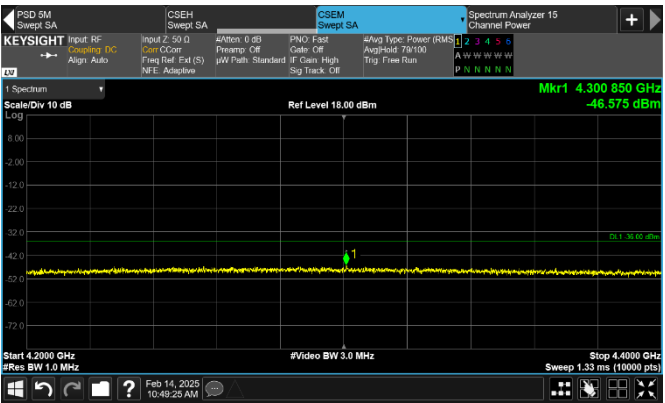 PSD 5M
Swept SA
CSEH
Swept SA
CSEM
Swept SA
Spectrum Analyzer 15
Channel Power
KEYSIGHT
Input: RF
Coupling: DC
Align: Auto
Input Z: 50 Ω
Corr CCorr
Freq Ref: Ext (S)
NFE: Adaptive
#Atten: 0 dB
Preamp: Off
µW Path: Standard
PNO: Fast
Gate: Off
IF Gain: High
Sig Track: Off
#Avg Type: Power (RMS
Avg|Hold: 79/100
Trig: Free Run
1 2 3 4 5 6
A W W W W W
P N N N N N
LXI
1 Spectrum
Scale/Div 10 dB
Ref Level 18.00 dBm
Mkr1 4.300 850 GHz
-46.575 dBm
Log
8.00
-2.00
-12.0
-22.0
-32.0
DL1 -36.60 dBm
1
-42.0
-52.0
-62.0
-72.0
Start 4.2000 GHz
#Res BW 1.0 MHz
#Video BW 3.0 MHz
Stop 4.4000 GHz
Sweep 1.33 ms (10000 pts)
?
Feb 14, 2025
10:49:25 AM